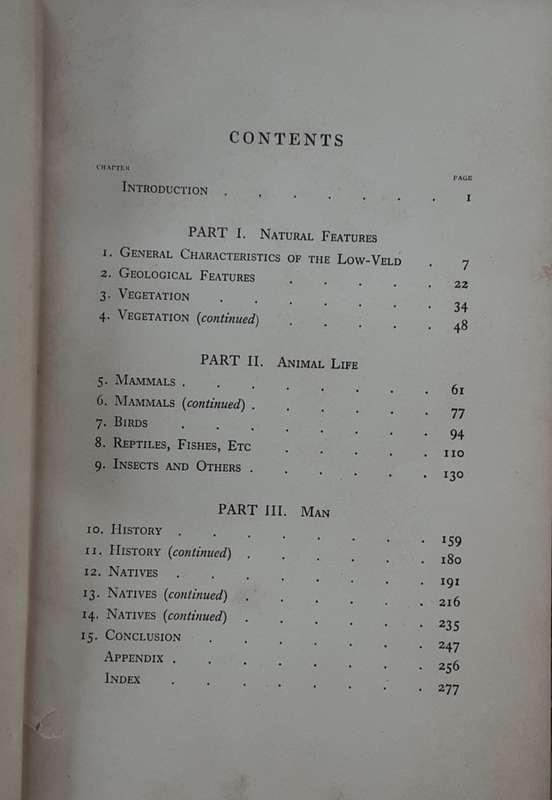 CONTENTS
CHAPTER PAGE
INTRODUCTION . . . . . . . 1
PART I. NATURAL FEATURES
1. GENERAL CHARACTERISTICS OF THE LOW-VELD . 7
2. GEOLOGICAL FEATURES . . . . . 22
3. VEGETATION . . . . . . . 34
4. VEGETATION (continued) . . . . . 48
PART II. ANIMAL LIFE
5. MAMMALS . . . . . . . . 61
6. MAMMALS (continued) . . . . . . 77
7. BIRDS . . . . . . . . 94
8. REPTILES, FISHES, ETC . . . . . 110
9. INSECTS AND OTHERS . . . . . . 130
PART III. MAN
10. HISTORY . . . . . . . . 159
11. HISTORY (continued) . . . . . . 180
12. NATIVES . . . . . . . . 191
13. NATIVES (continued) . . . . . . 216
14. NATIVES (continued) . . . . . . 235
15. CONCLUSION . . . . . . . 247
APPENDIX . . . . . . . . 256
INDEX . . . . . . . . 277